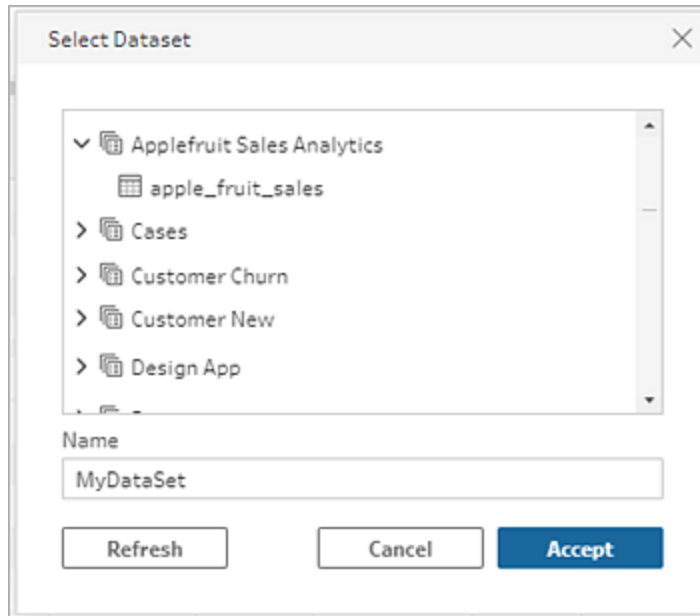 Select Dataset
Applefruit Sales Analytics
apple_fruit_sales
Cases
Customer Churn
Customer New
Design App
Name
MyDataSet
Refresh Cancel Accept